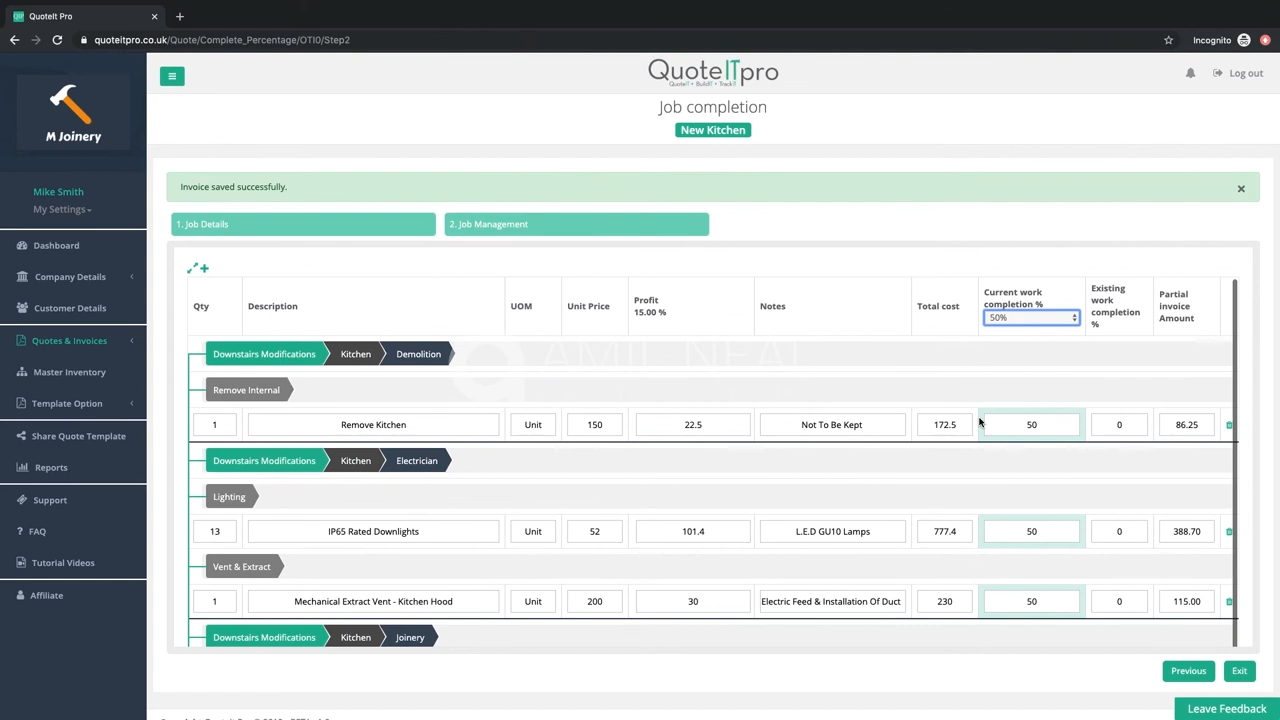 QuoteIt Pro
quoteitpro.co.uk/Quote/Complete_Percentage/OTI0/Step2
Incognito
M Joinery
QuoteITpro
QuoteIT • BuildIT • TrackIT
Log out
Job completion
New Kitchen
Mike Smith
My Settings
Dashboard
Company Details
Customer Details
Quotes & Invoices
Master Inventory
Template Option
Share Quote Template
Reports
Support
FAQ
Tutorial Videos
Affiliate
Invoice saved successfully.
1. Job Details
2. Job Management
Qty Description UOM Unit Price Profit 15.00 % Notes Total cost Current work completion % 50% Existing work completion % Partial invoice Amount
Downstairs Modifications Kitchen Demolition
Remove Internal
1 Remove Kitchen Unit 150 22.5 Not To Be Kept 172.5 50 0 86.25
Downstairs Modifications Kitchen Electrician
Lighting
13 IP65 Rated Downlights Unit 52 101.4 L.E.D GU10 Lamps 777.4 50 0 388.70
Vent & Extract
1 Mechanical Extract Vent - Kitchen Hood Unit 200 30 Electric Feed & Installation Of Duct 230 50 0 115.00
Downstairs Modifications Kitchen Joinery
Previous
Exit
Leave Feedback